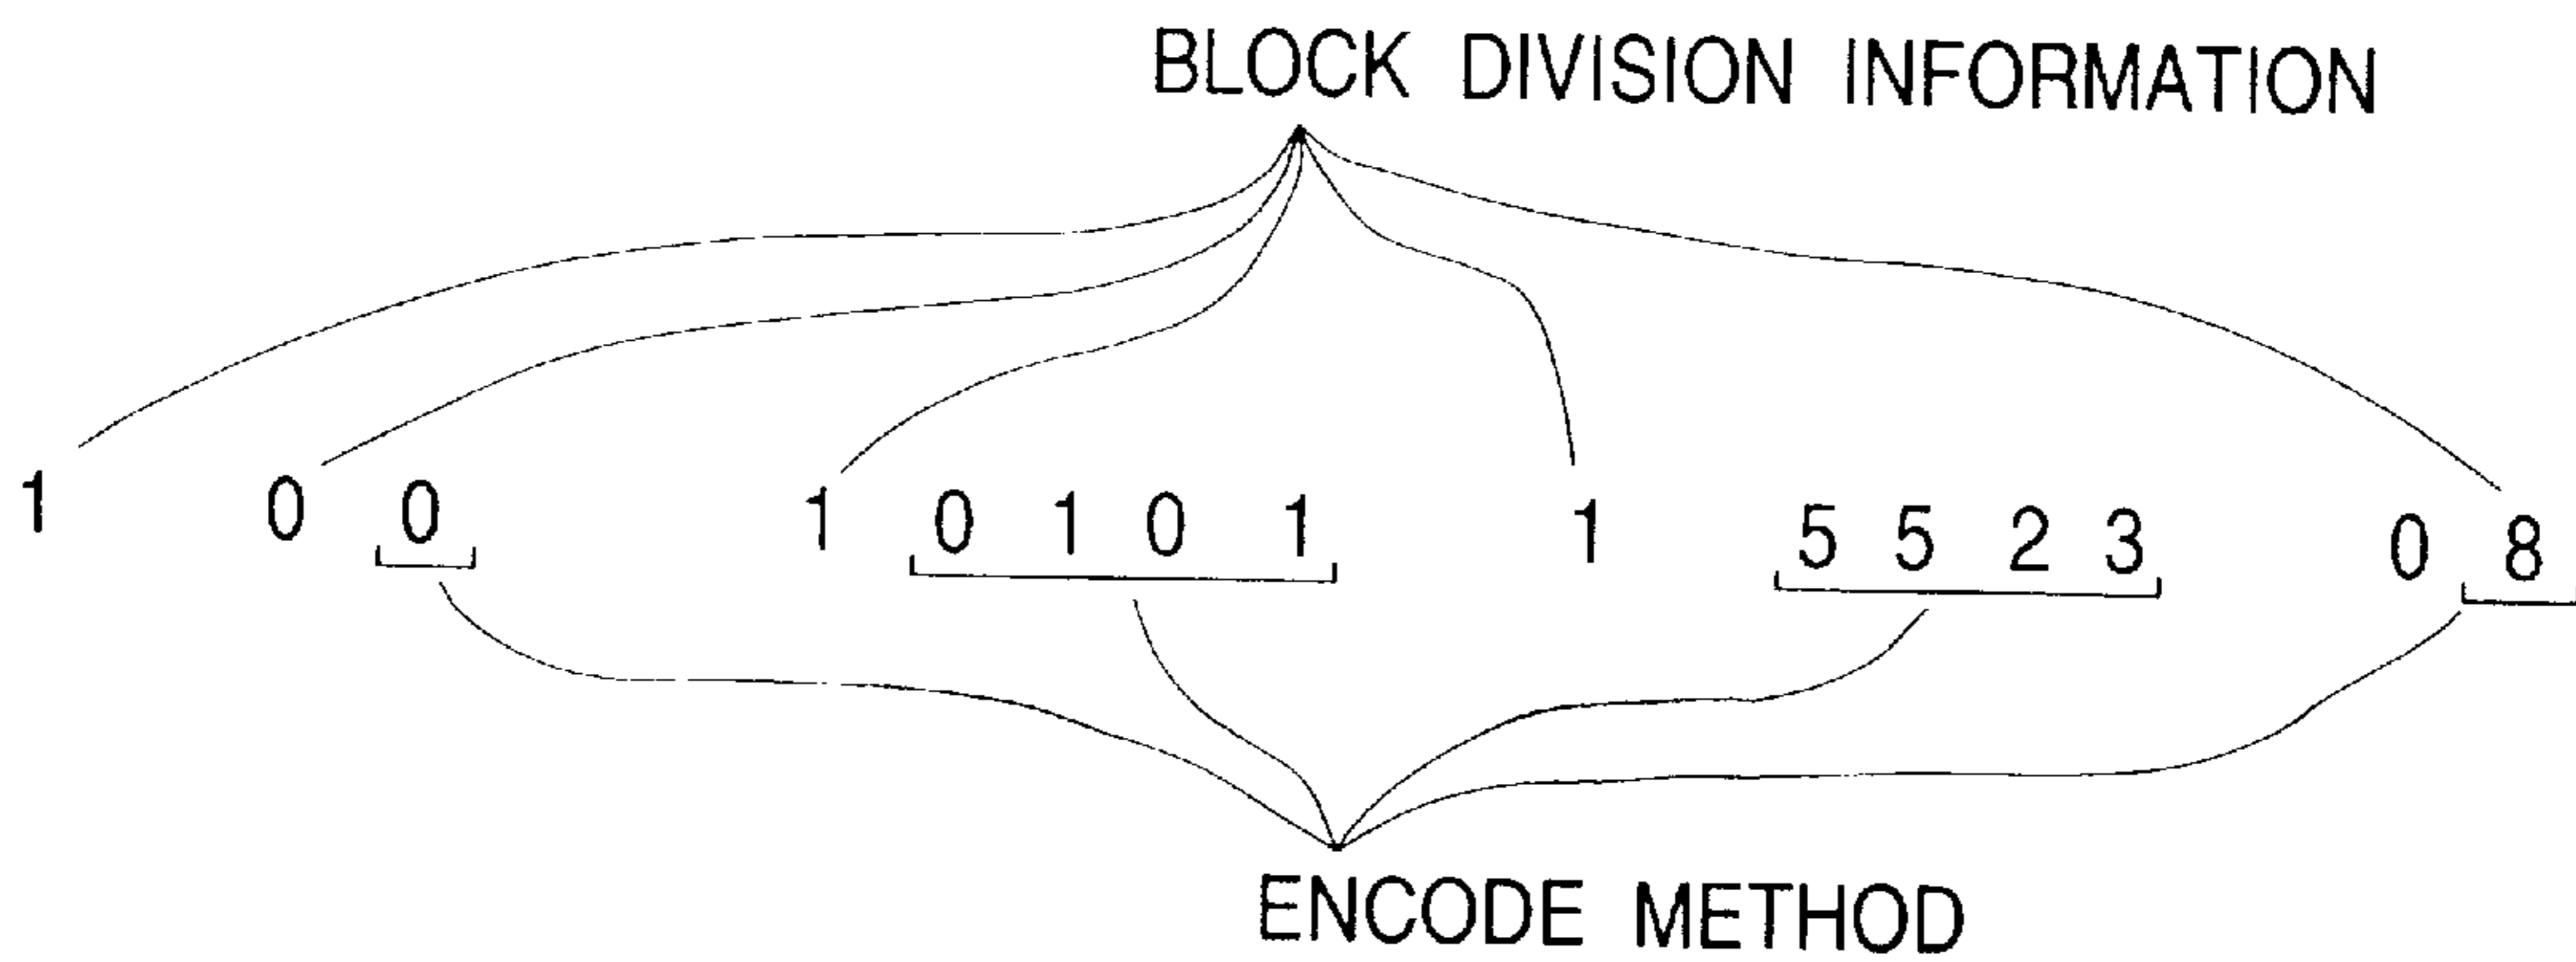 BLOCK DIVISION INFORMATION
1 0 0 1 0 1 0 1 1 5 5 2 3 0 8
ENCODE METHOD